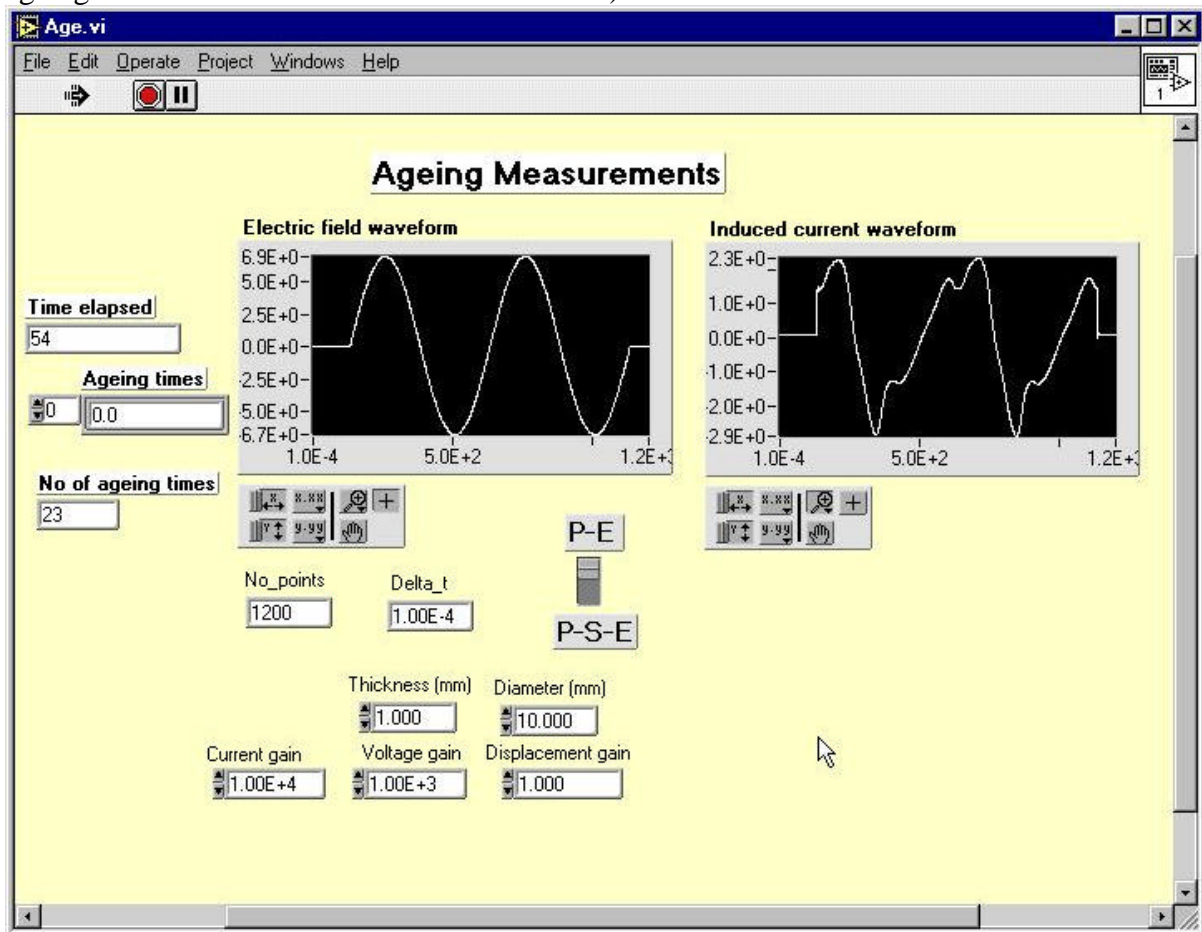 Age.vi
File Edit Operate Project Windows Help
1
Ageing Measurements
Electric field waveform
6.9E+0
5.0E+0
2.5E+0
0.0E+0
-2.5E+0
-5.0E+0
-6.7E+0
1.0E-4 5.0E+2 1.2E+3
Induced current waveform
2.3E+0
1.0E+0
0.0E+0
-1.0E+0
-2.0E+0
-2.9E+0
1.0E-4 5.0E+2 1.2E+3
Time elapsed
54
Ageing times
0 0.0
No of ageing times
23
X X.XX
Y Y.YY
X X.XX
Y Y.YY
P-E
P-S-E
No_points Delta_t
1200 1.00E-4
Thickness (mm) Diameter (mm)
1.000 10.000
Current gain Voltage gain Displacement gain
1.00E+4 1.00E+3 1.000